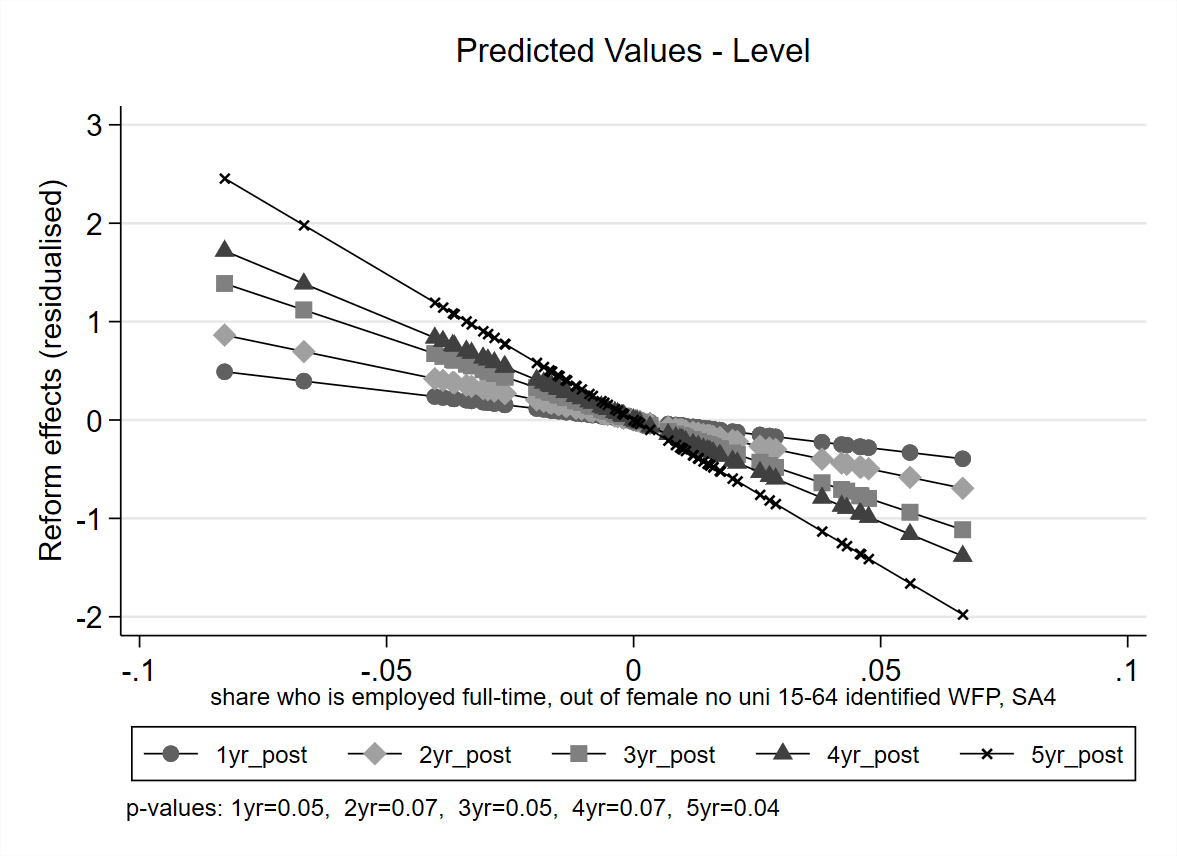 Predicted Values - Level
Reform effects (residualised)
3
2
1
0
-1
-2
-.1 -.05 0 .05 .1
share who is employed full-time, out of female no uni 15-64 identified WFP, SA4
1yr_post 2yr_post 3yr_post 4yr_post 5yr_post
p-values: 1yr=0.05, 2yr=0.07, 3yr=0.05, 4yr=0.07, 5yr=0.04